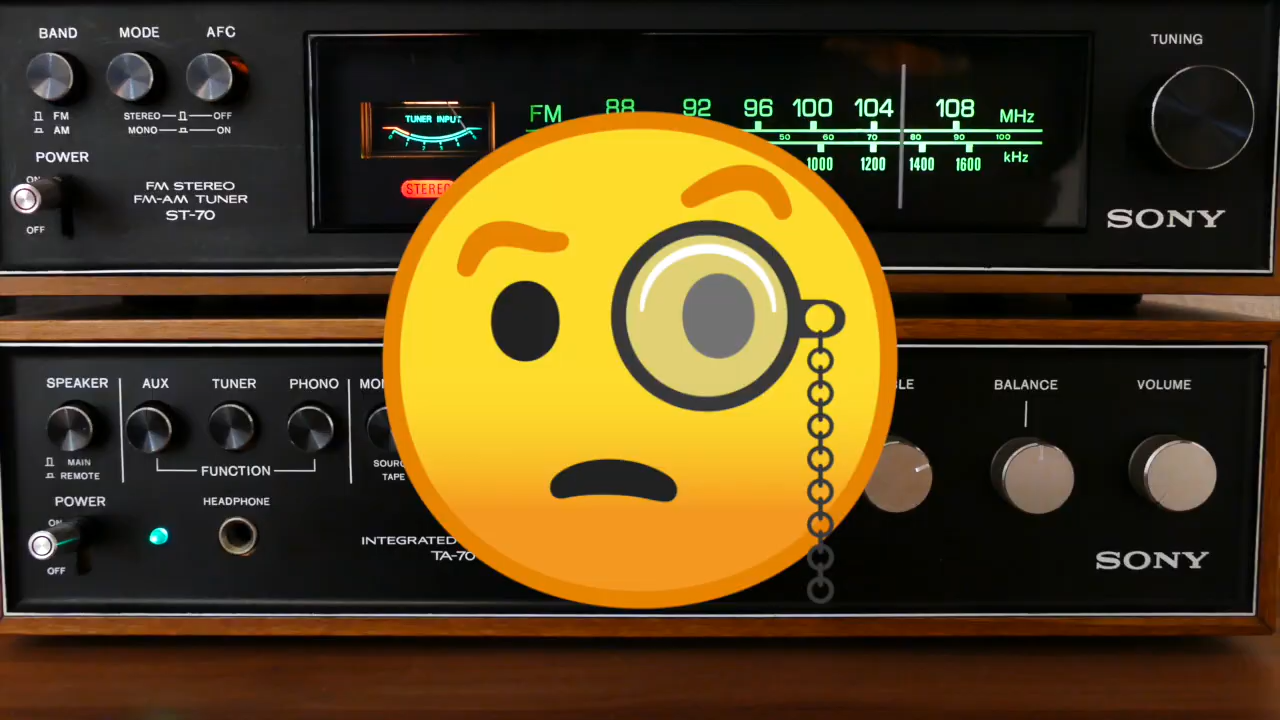 BAND MODE AFC
FM STEREO OFF
AM MONO ON
POWER
ON
OFF
FM STEREO
FM-AM TUNER
ST-70
TUNER INPUT
STEREO
FM 88 92 96 100 104 108 MHz
50 60 70 80 90 100
1000 1200 1400 1600 kHz
TUNING
SONY
SPEAKER AUX TUNER PHONO
MAIN
REMOTE
FUNCTION
TAPE
POWER
ON
OFF
HEADPHONE
INTEGRATED
TA-70
BALANCE VOLUME
SONY